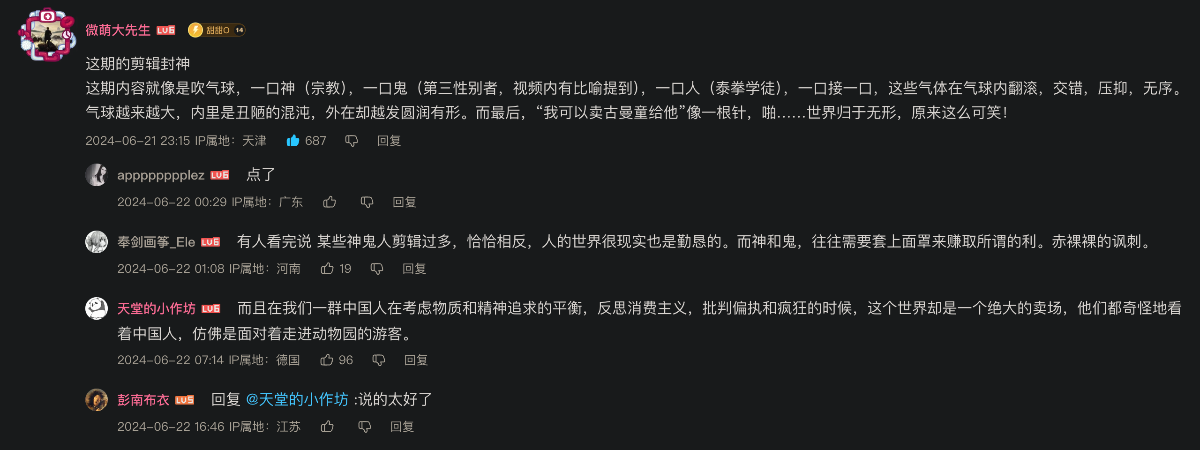 微萌大先生 LV6 甜甜O 14
这期的剪辑封神
这期内容就像是吹气球，一口神（宗教），一口鬼（第三性别者，视频内有比喻提到），一口人（泰拳学徒），一口接一口，这些气体在气球内翻滚，交错，压抑，无序。
气球越来越大，内里是丑陋的混沌，外在却越发圆润有形。而最后，“我可以卖古曼童给他”像一根针，啪……世界归于无形，原来这么可笑！
2024-06-21 23:15 IP属地：天津 687 回复
appppppppplez LV6 点了
2024-06-22 00:29 IP属地：广东 回复
奉剑画筝_Ele LV6 有人看完说 某些神鬼人剪辑过多，恰恰相反，人的世界很现实也是勤恳的。而神和鬼，往往需要套上面罩来赚取所谓的利。赤裸裸的讽刺。
2024-06-22 01:08 IP属地：河南 19 回复
天堂的小作坊 LV6 而且在我们一群中国人在考虑物质和精神追求的平衡，反思消费主义，批判偏执和疯狂的时候，这个世界却是一个绝大的卖场，他们都奇怪地看
着中国人，仿佛是面对着走进动物园的游客。
2024-06-22 07:14 IP属地：德国 96 回复
彭南布衣 LV5 回复 @天堂的小作坊 :说的太好了
2024-06-22 16:46 IP属地：江苏 回复